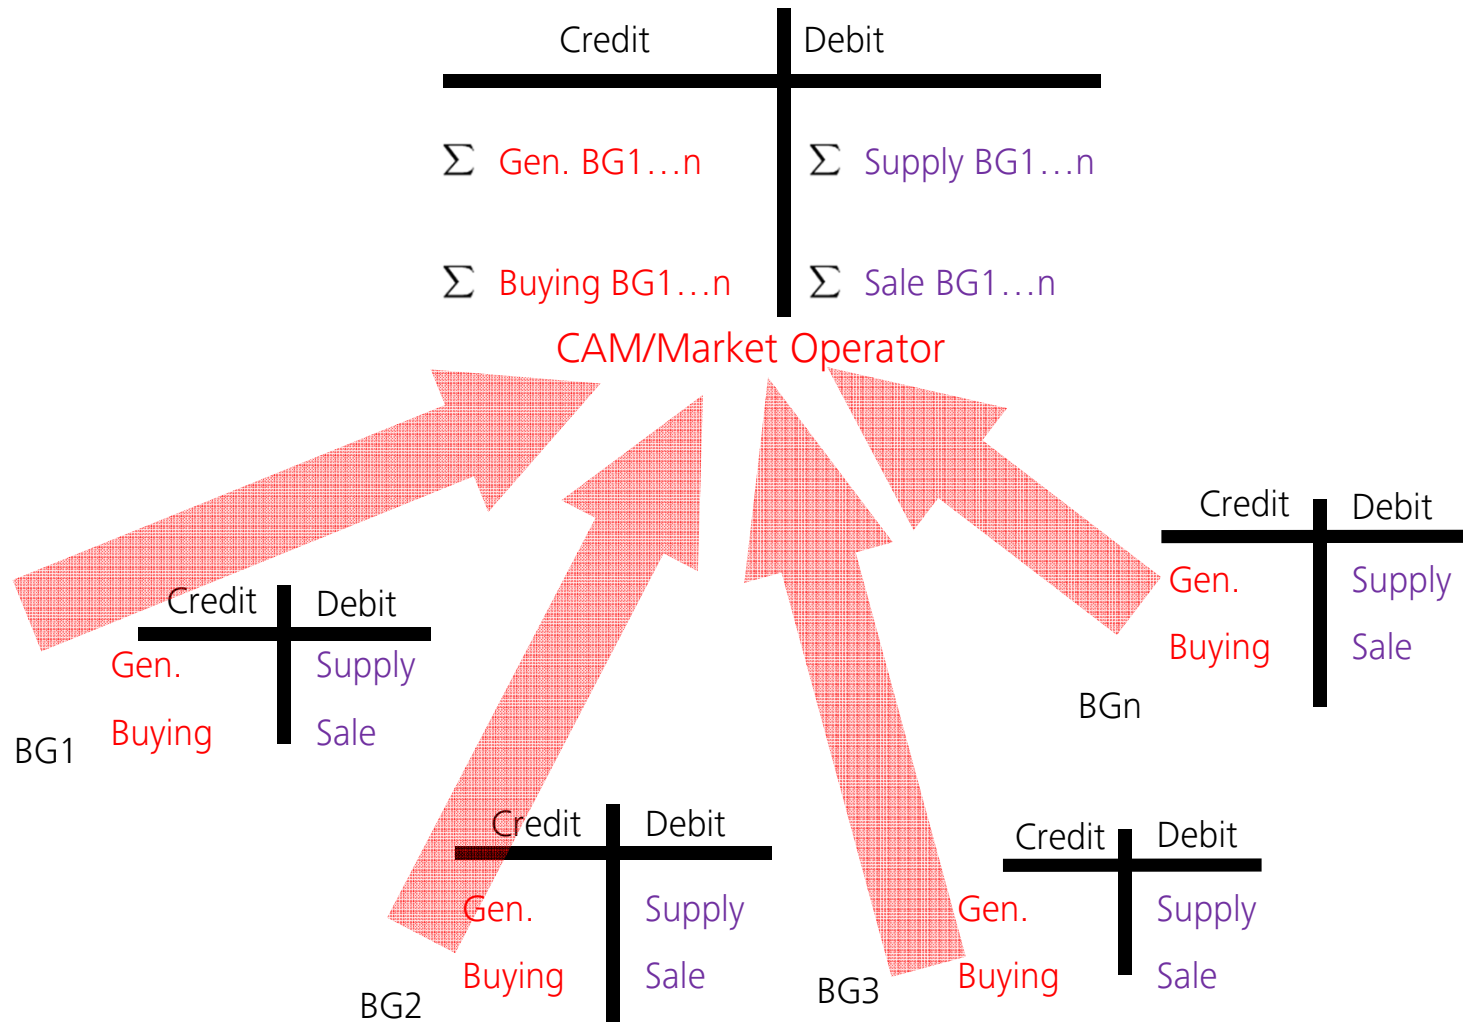 Credit Debit
Σ Gen. BG1...n Σ Supply BG1...n
Σ Buying BG1...n Σ Sale BG1...n
CAM/Market Operator
Credit Debit
Gen. Supply
Buying Sale
BGn
Credit Debit
Gen. Supply
Buying Sale
BG1
Credit Debit
Gen. Supply
Buying Sale
BG2
Credit Debit
Gen. Supply
Buying Sale
BG3